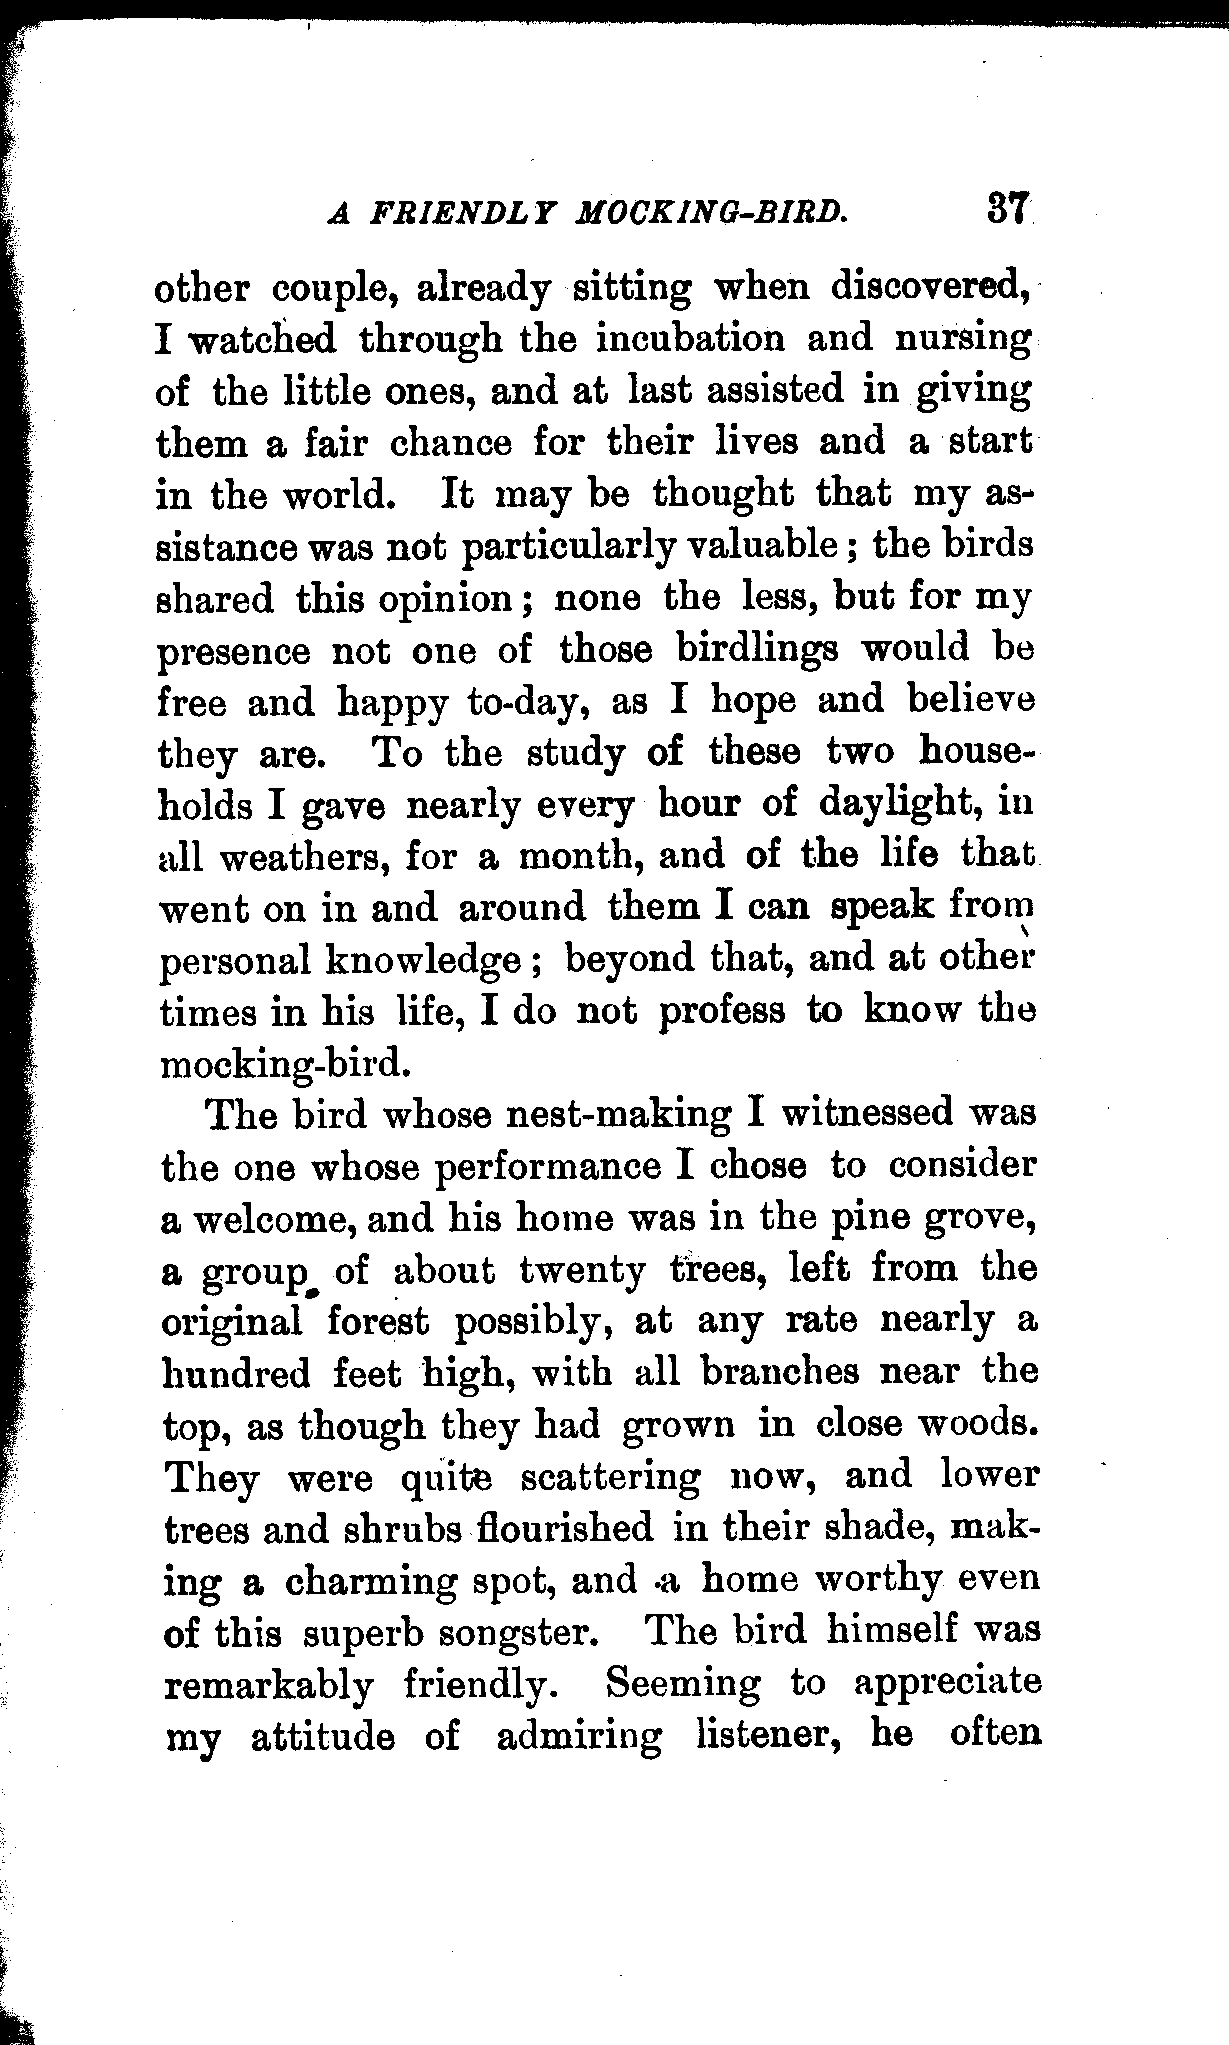 A FRIENDLY MOCKING-BIRD. 37
other couple, already sitting when discovered,
I watched through the incubation and nursing
of the little ones, and at last assisted in giving
them a fair chance for their lives and a start
in the world. It may be thought that my as-
sistance was not particularly valuable; the birds
shared this opinion; none the less, but for my
presence not one of those birdlings would be
free and happy to-day, as I hope and believe
they are. To the study of these two house-
holds I gave nearly every hour of daylight, in
all weathers, for a month, and of the life that
went on in and around them I can speak from
personal knowledge; beyond that, and at other
times in his life, I do not profess to know the
mocking-bird.
The bird whose nest-making I witnessed was
the one whose performance I chose to consider
a welcome, and his home was in the pine grove,
a group of about twenty trees, left from the
original forest possibly, at any rate nearly a
hundred feet high, with all branches near the
top, as though they had grown in close woods.
They were quite scattering now, and lower
trees and shrubs flourished in their shade, mak-
ing a charming spot, and a home worthy even
of this superb songster. The bird himself was
remarkably friendly. Seeming to appreciate
my attitude of admiring listener, he often